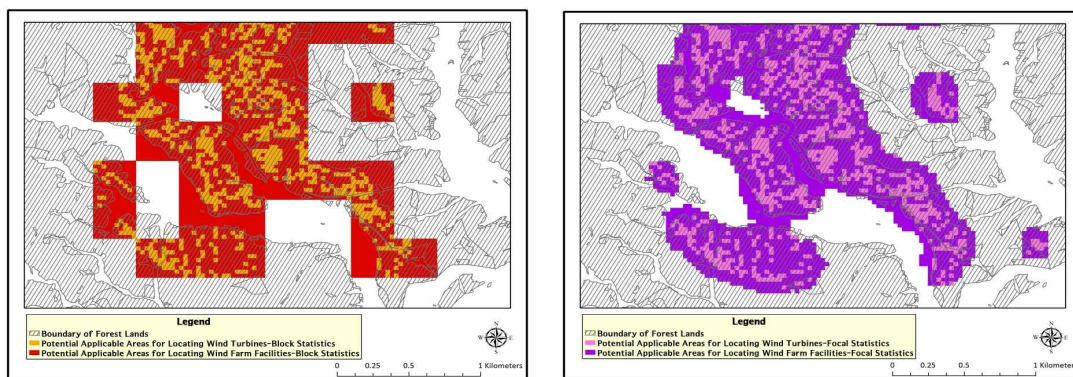 Legend
Boundary of Forest Lands
Potential Applicable Areas for Locating Wind Turbines-Block Statistics
Potential Applicable Areas for Locating Wind Farm Facilities-Block Statistics
N
W E
S
0 0.25 0.5 1 Kilometers
Legend
Boundary of Forest Lands
Potential Applicable Areas for Locating Wind Turbines-Focal Statistics
Potential Applicable Areas for Locating Wind Farm Facilities-Focal Statistics
N
W E
S
0 0.25 0.5 1 Kilometers